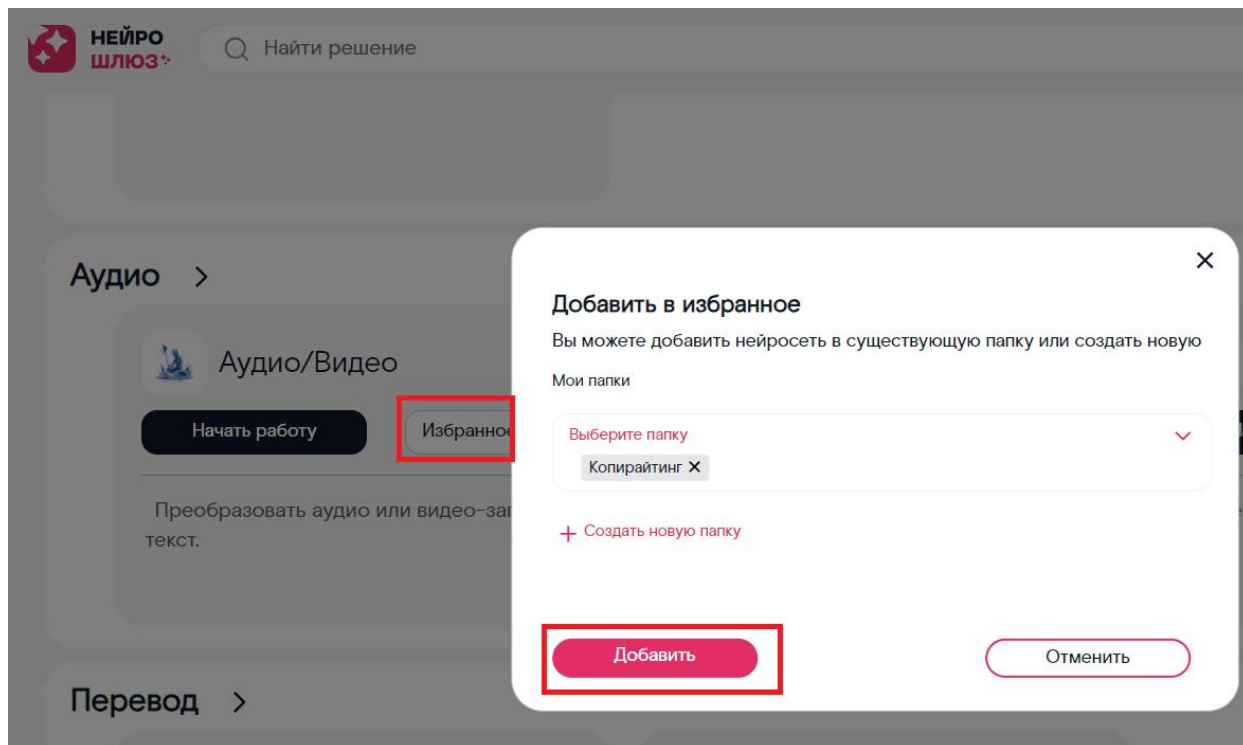 НЕЙРО
ШЛЮЗ
Найти решение
Аудио >
Аудио/Видео
Начать работу
Избранное
Преобразовать аудио или видео-за
текст.
Перевод >
Добавить в избранное
Вы можете добавить нейросеть в существующую папку или создать новую
Мои папки
Выберите папку
Копирайтинг ×
+ Создать новую папку
Добавить
Отменить